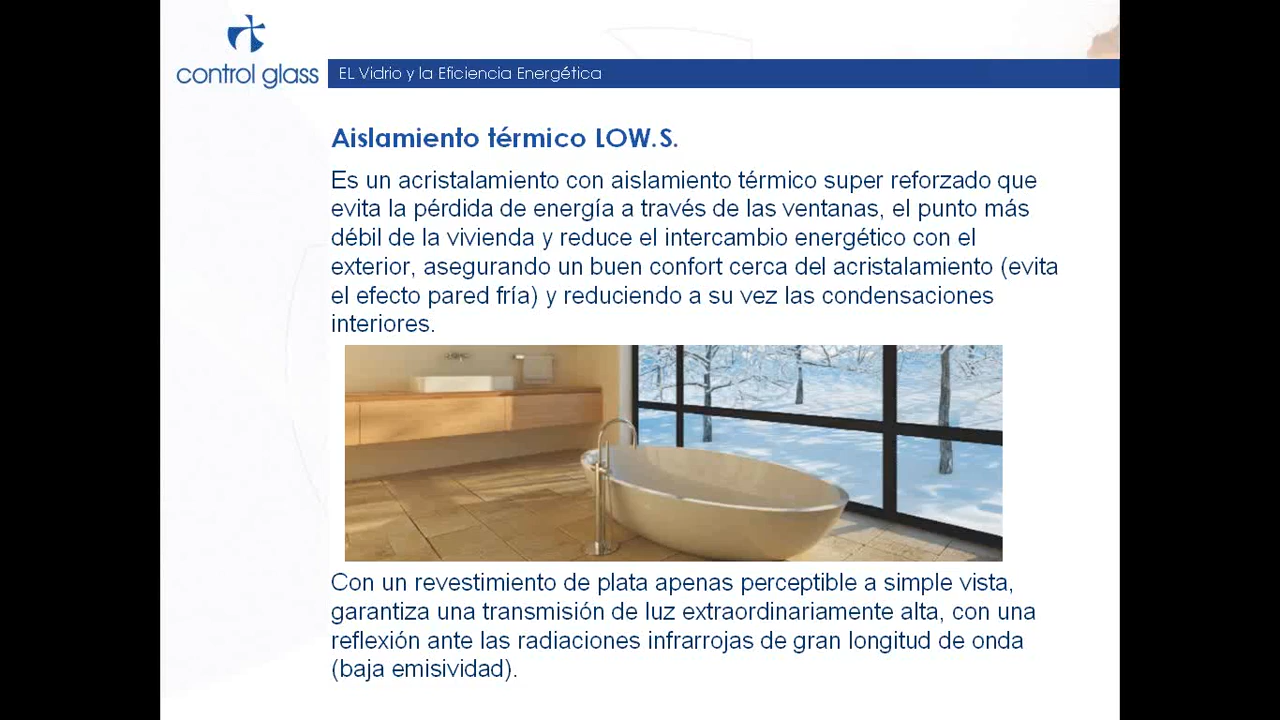 control glass
EL Vidrio y la Eficiencia Energética
Aislamiento térmico LOW.S.
Es un acristalamiento con aislamiento térmico super reforzado que
evita la pérdida de energía a través de las ventanas, el punto más
débil de la vivienda y reduce el intercambio energético con el
exterior, asegurando un buen confort cerca del acristalamiento (evita
el efecto pared fría) y reduciendo a su vez las condensaciones
interiores.
Con un revestimiento de plata apenas perceptible a simple vista,
garantiza una transmisión de luz extraordinariamente alta, con una
reflexión ante las radiaciones infrarrojas de gran longitud de onda
(baja emisividad).